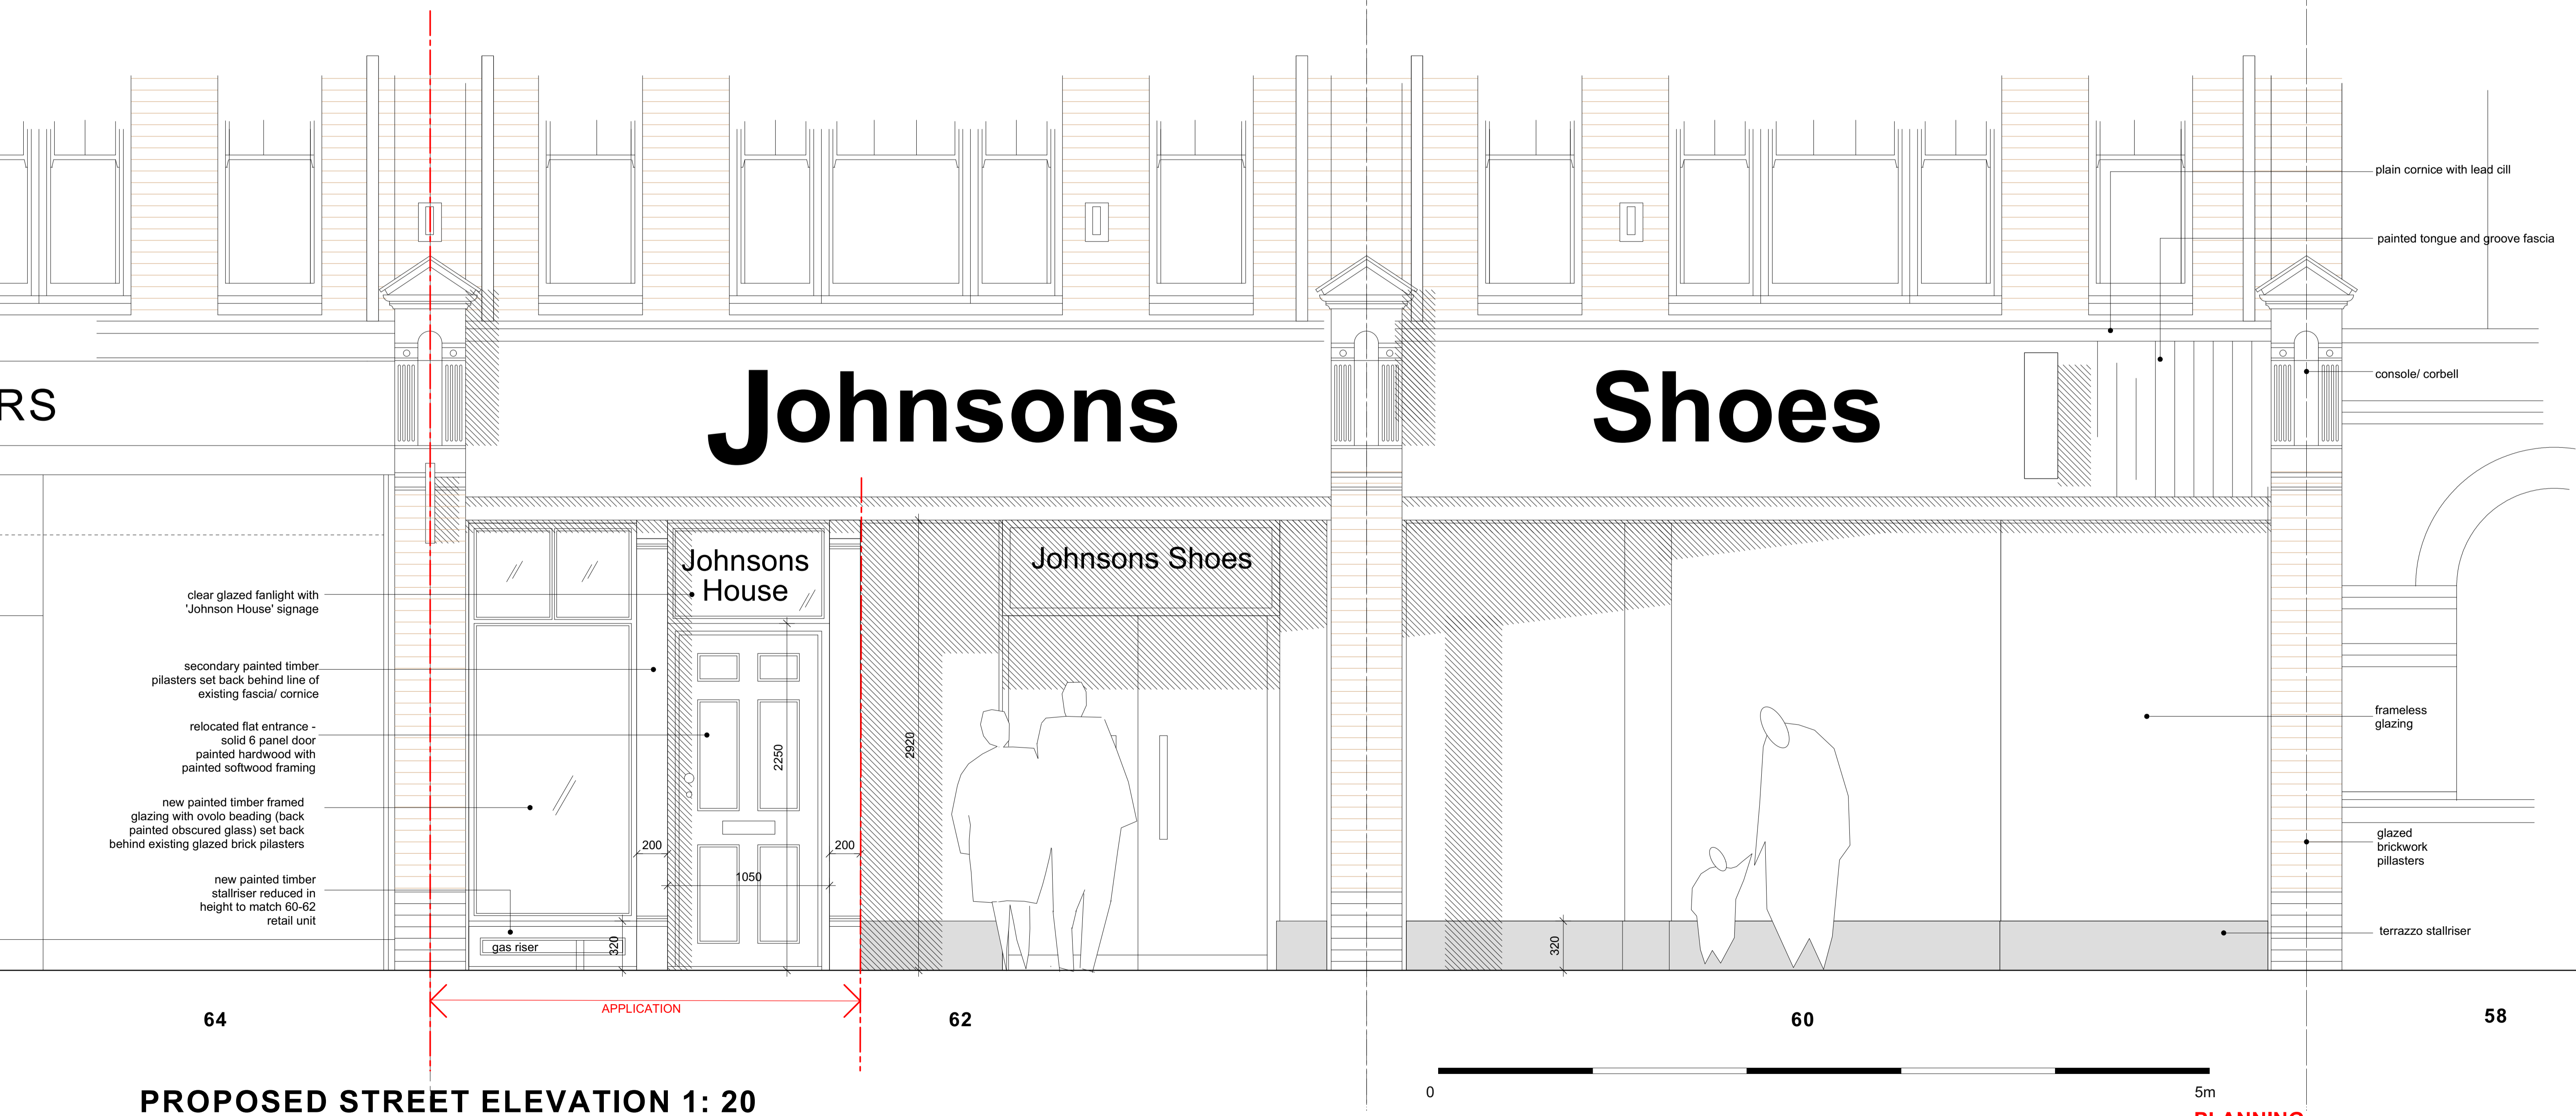 RS
Johnsons Shoes
plain cornice with lead cill
painted tongue and groove fascia
console/ corbell
Johnsons
House
Johnsons Shoes
clear glazed fanlight with
'Johnson House' signage
secondary painted timber
pilasters set back behind line of
existing fascia/ cornice
relocated flat entrance -
solid 6 panel door
painted hardwood with
painted softwood framing
new painted timber framed
glazing with ovolo beading (back
painted obscured glass) set back
behind existing glazed brick pilasters
new painted timber
stallriser reduced in
height to match 60-62
retail unit
gas riser
320
200
1050
200
2250
2920
320
frameless
glazing
glazed
brickwork
pillasters
terrazzo stallriser
APPLICATION
64
62
60
58
0
5m
PROPOSED STREET ELEVATION 1: 20
PLANNING